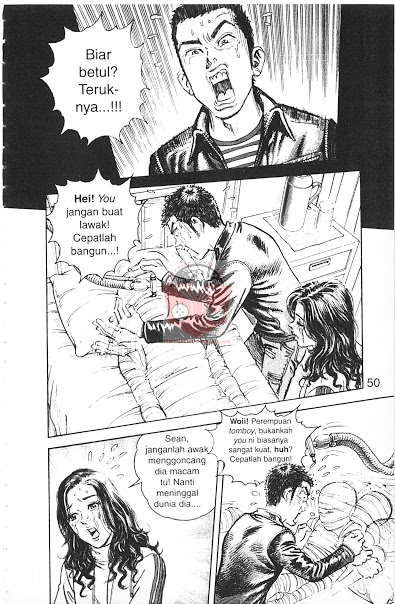 Biar
betul?
Teruk-
nya...!!!
Hei! You
jangan buat
lawak!
Cepatlah
bangun...!
50
Sean,
janganlah awak
menggoncang
dia macam
tu! Nanti
meninggal
dunia dia....
Woii! Perempuan
tomboy, bukankah
you ni biasanya
sangat kuat, huh?
Cepatlah bangun!